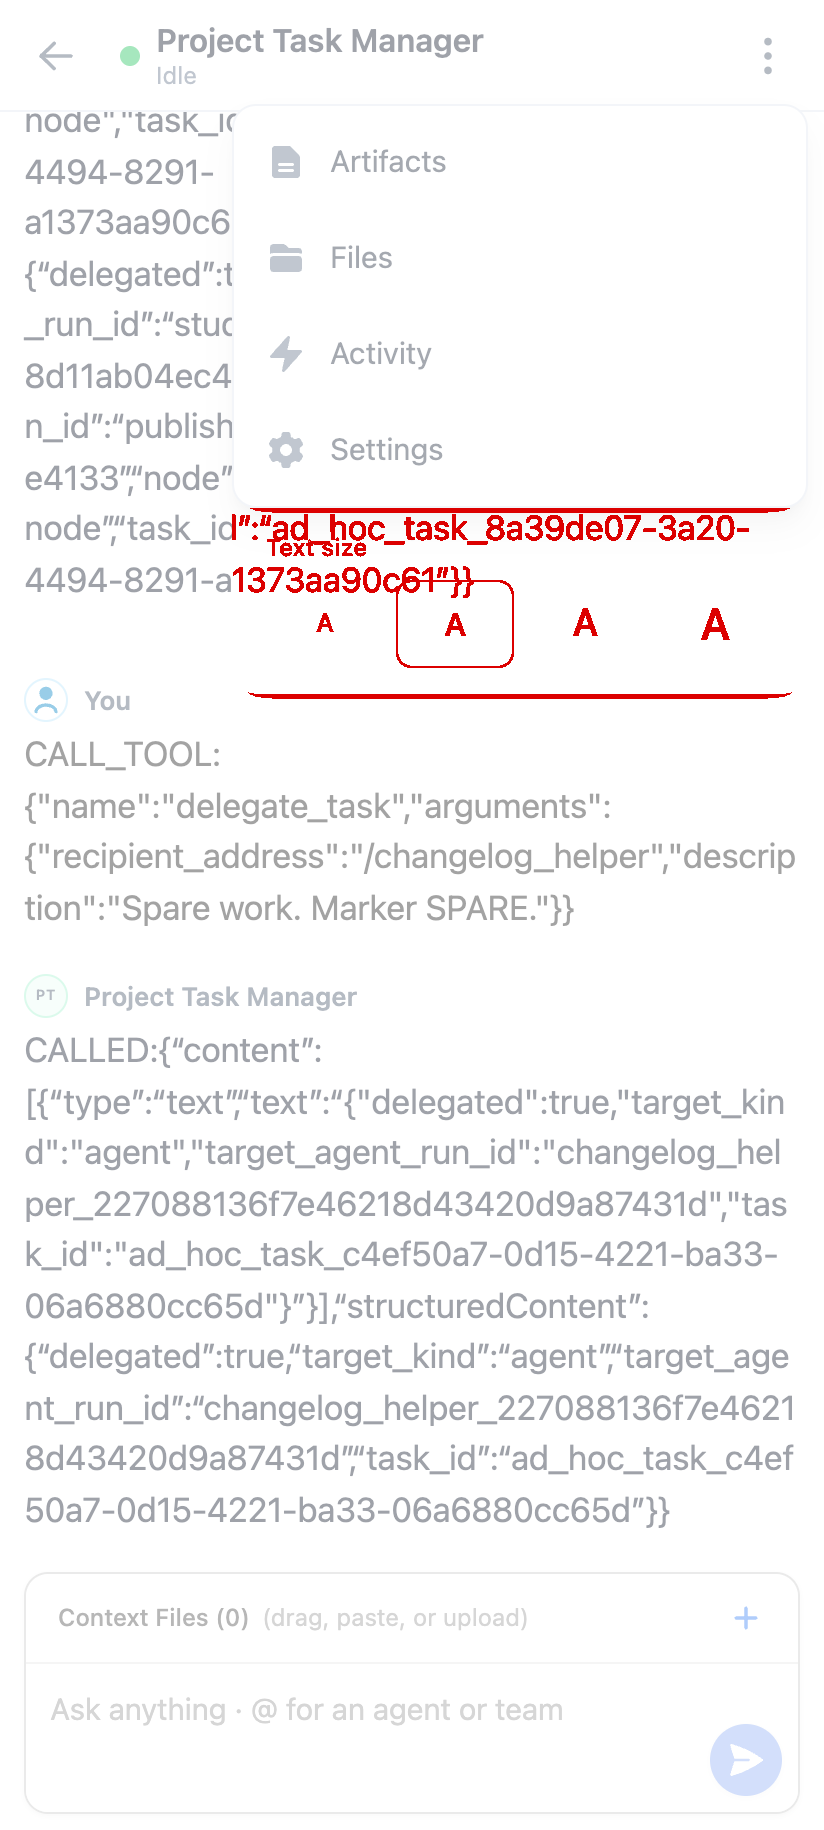 Project Task Manager
Idle
Artifacts
Files
Activity
Settings
node","task_id
4494-8291-
a1373aa90c6
{“delegated”:t
_run_id”:“stud
8d11ab04ec4
n_id”:“publish
e4133”,“node”
node”,“task_id”:“ad_hoc_task_8a39de07-3a20-
4494-8291-a1373aa90c61”}}
Text size
A A A A
You
CALL_TOOL:
{"name":"delegate_task","arguments":
{"recipient_address":"/changelog_helper","descrip
tion":"Spare work. Marker SPARE."}}
PT Project Task Manager
CALLED:{“content”:
[{“type”:“text”,“text”:“{"delegated":true,"target_kin
d":"agent","target_agent_run_id":"changelog_hel
per_227088136f7e46218d43420d9a87431d","tas
k_id":"ad_hoc_task_c4ef50a7-0d15-4221-ba33-
06a6880cc65d"}”}],“structuredContent”:
{“delegated”:true,“target_kind”:“agent”,“target_age
nt_run_id”:“changelog_helper_227088136f7e4621
8d43420d9a87431d”,“task_id”:“ad_hoc_task_c4ef
50a7-0d15-4221-ba33-06a6880cc65d”}}
Context Files (0) (drag, paste, or upload)
Ask anything · @ for an agent or team